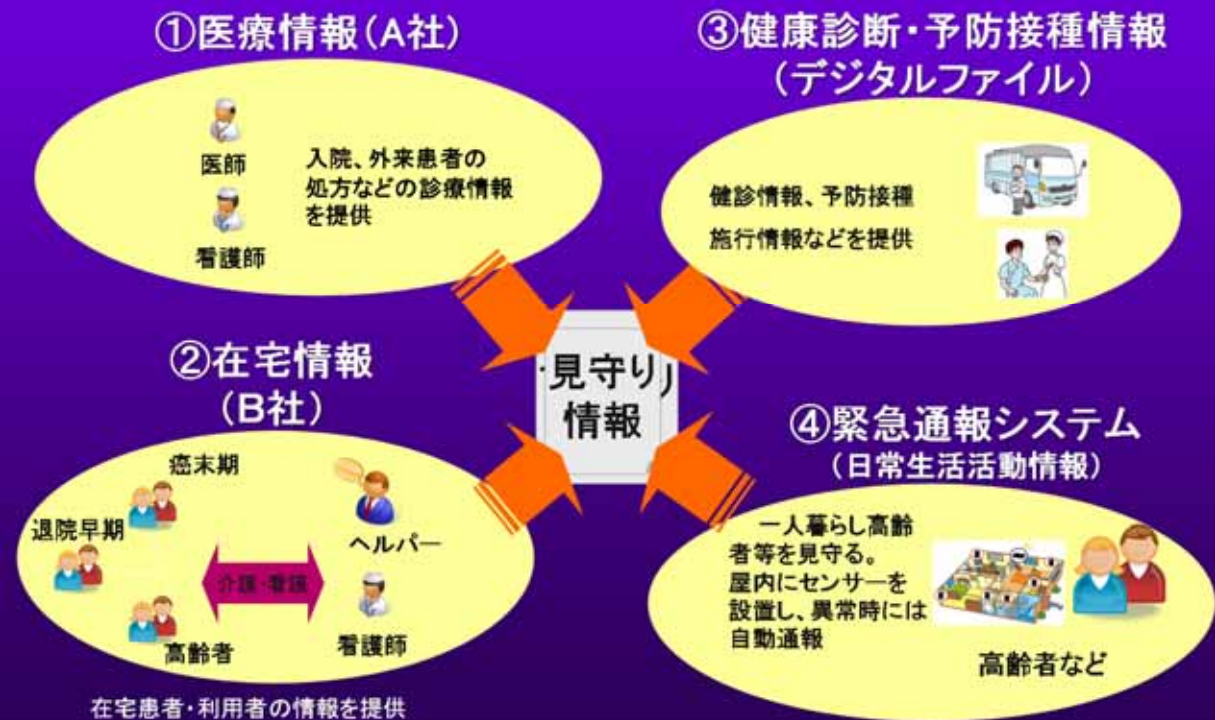 ①医療情報(A社)
医師
看護師
入院、外来患者の
処方などの診療情報
を提供
③健康診断・予防接種情報
(デジタルファイル)
健診情報、予防接種
施行情報などを提供
見守り
情報
②在宅情報
(B社)
癌末期
退院早期
高齢者
介護・看護
ヘルパー
看護師
在宅患者・利用者の情報を提供
④緊急通報システム
(日常生活活動情報)
一人暮らし高齢
者等を見守る。
屋内にセンサーを
設置し、異常時には
自動通報
高齢者など